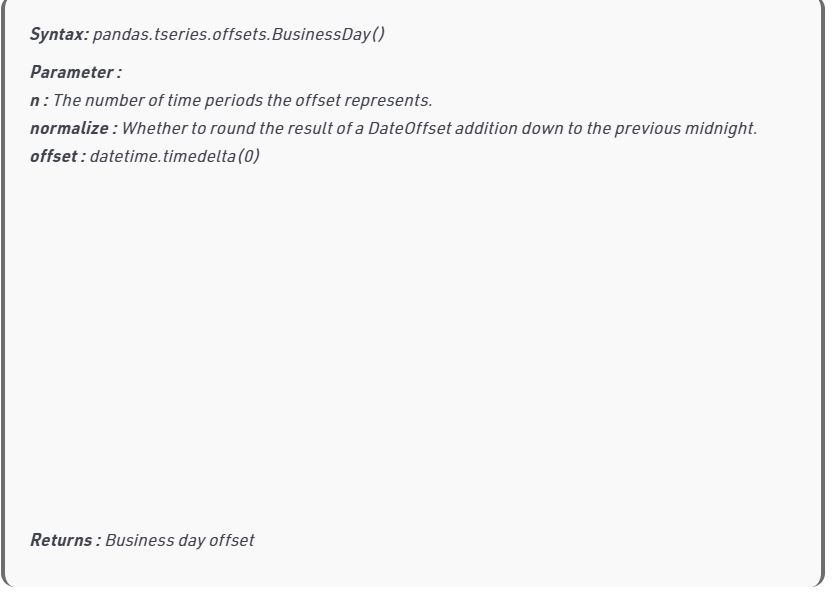 Syntax: pandas.tseries.offsets.BusinessDay()
Parameter :
n : The number of time periods the offset represents.
normalize : Whether to round the result of a DateOffset addition down to the previous midnight.
offset : datetime.timedelta(0)
Returns : Business day offset